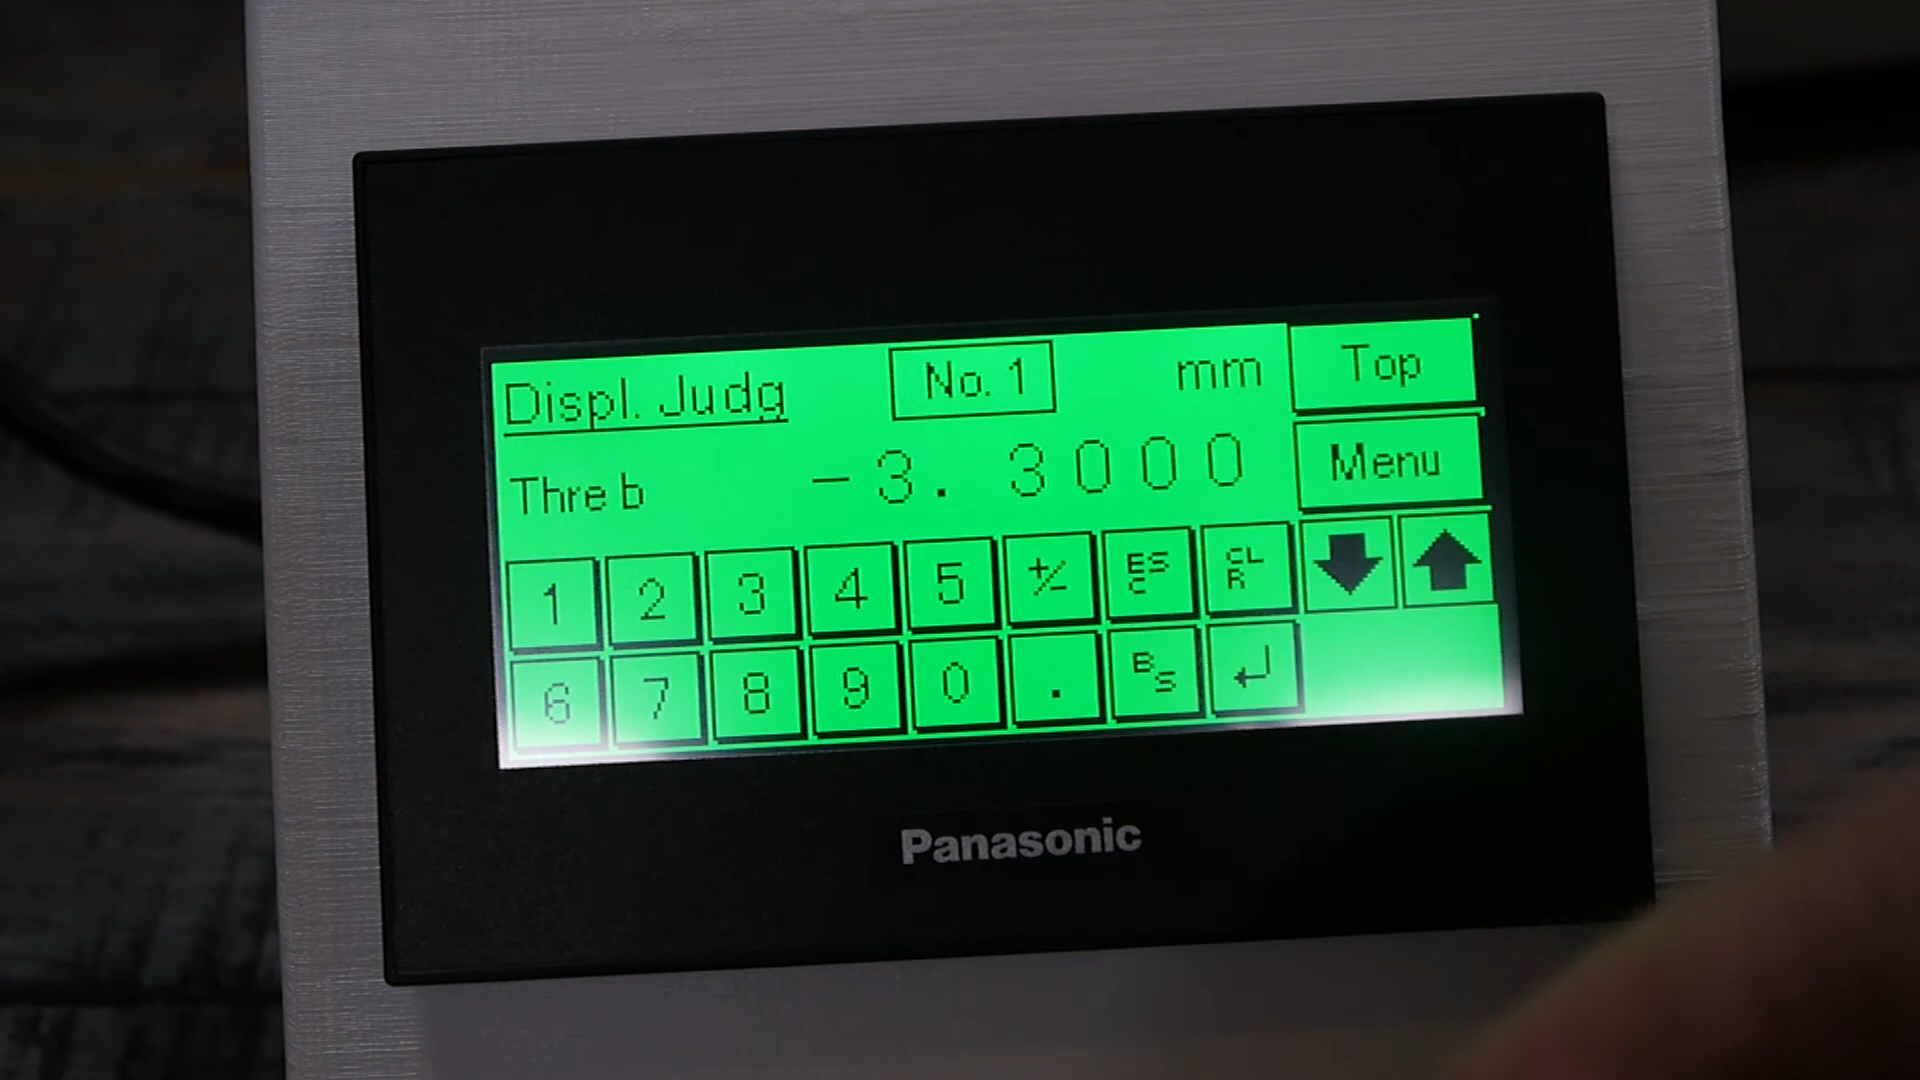 Displ. Judg No. 1 mm Top
Thre b -3.3000 Menu
1 2 3 4 5 +/- ESC CLR
6 7 8 9 0 . BS
Panasonic